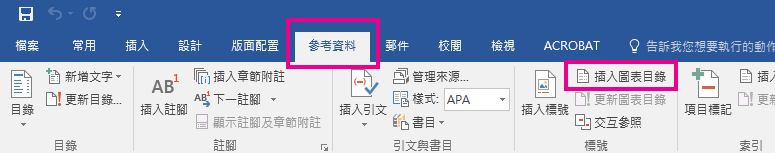 檔案 常用 插入 設計 版面配置 參考資料 郵件 校閱 檢視 ACROBAT 告訴我您想要執行的動作
新增文字 AB¹ 插入章節附註 管理來源... 插入圖表目錄
更新目錄... 下一註腳 樣式: APA 更新圖表目錄
目錄 插入註腳 顯示註腳及章節附註 插入引文 書目 插入標號 交互參照 項目標記
目錄 註腳 引文與書目 標號 索引